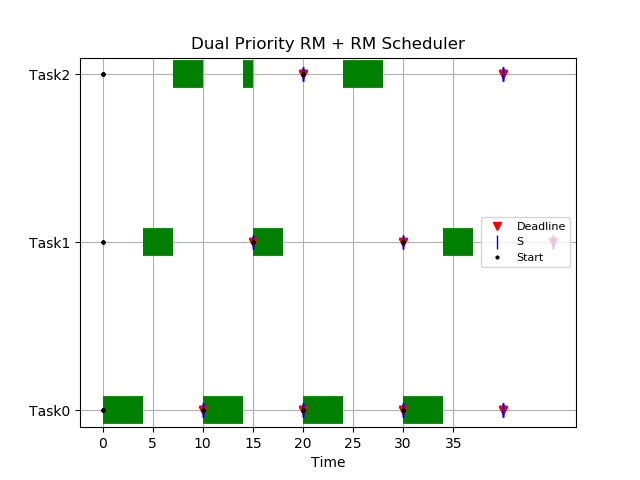 Dual Priority RM + RM Scheduler
Task2
Task1
Task0
Deadline
S
Start
0 5 10 15 20 25 30 35
Time